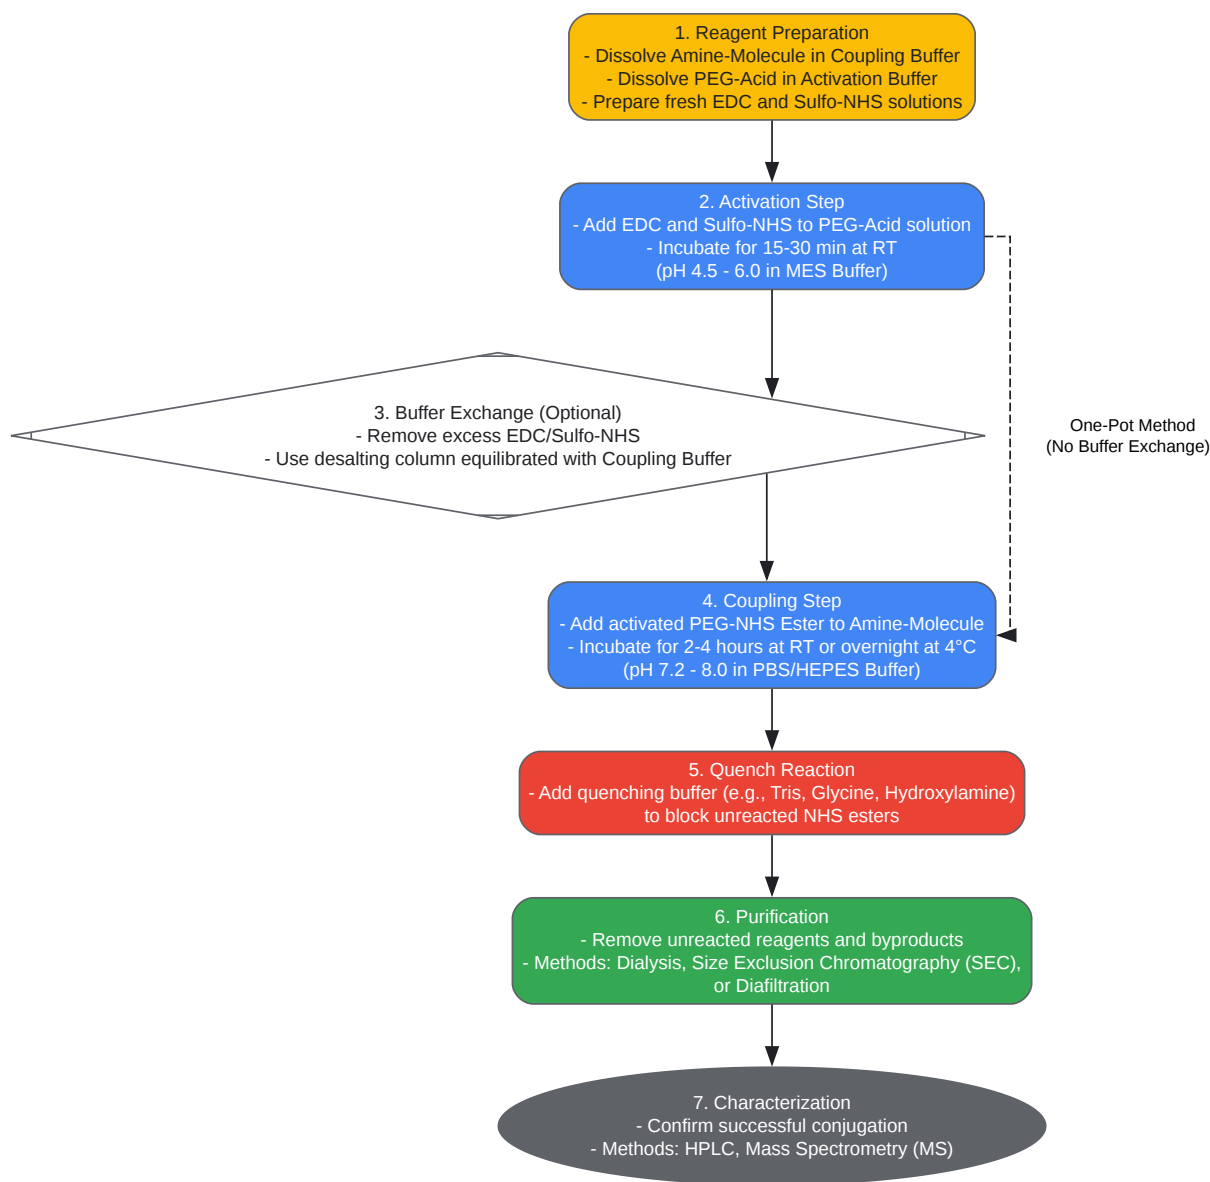 1. Reagent Preparation
- Dissolve Amine-Molecule in Coupling Buffer
- Dissolve PEG-Acid in Activation Buffer
- Prepare fresh EDC and Sulfo-NHS solutions
2. Activation Step
- Add EDC and Sulfo-NHS to PEG-Acid solution
- Incubate for 15-30 min at RT
(pH 4.5 - 6.0 in MES Buffer)
3. Buffer Exchange (Optional)
- Remove excess EDC/Sulfo-NHS
- Use desalting column equilibrated with Coupling Buffer
One-Pot Method
(No Buffer Exchange)
4. Coupling Step
- Add activated PEG-NHS Ester to Amine-Molecule
- Incubate for 2-4 hours at RT or overnight at 4°C
(pH 7.2 - 8.0 in PBS/HEPES Buffer)
5. Quench Reaction
- Add quenching buffer (e.g., Tris, Glycine, Hydroxylamine)
to block unreacted NHS esters
6. Purification
- Remove unreacted reagents and byproducts
- Methods: Dialysis, Size Exclusion Chromatography (SEC),
or Diafiltration
7. Characterization
- Confirm successful conjugation
- Methods: HPLC, Mass Spectrometry (MS)